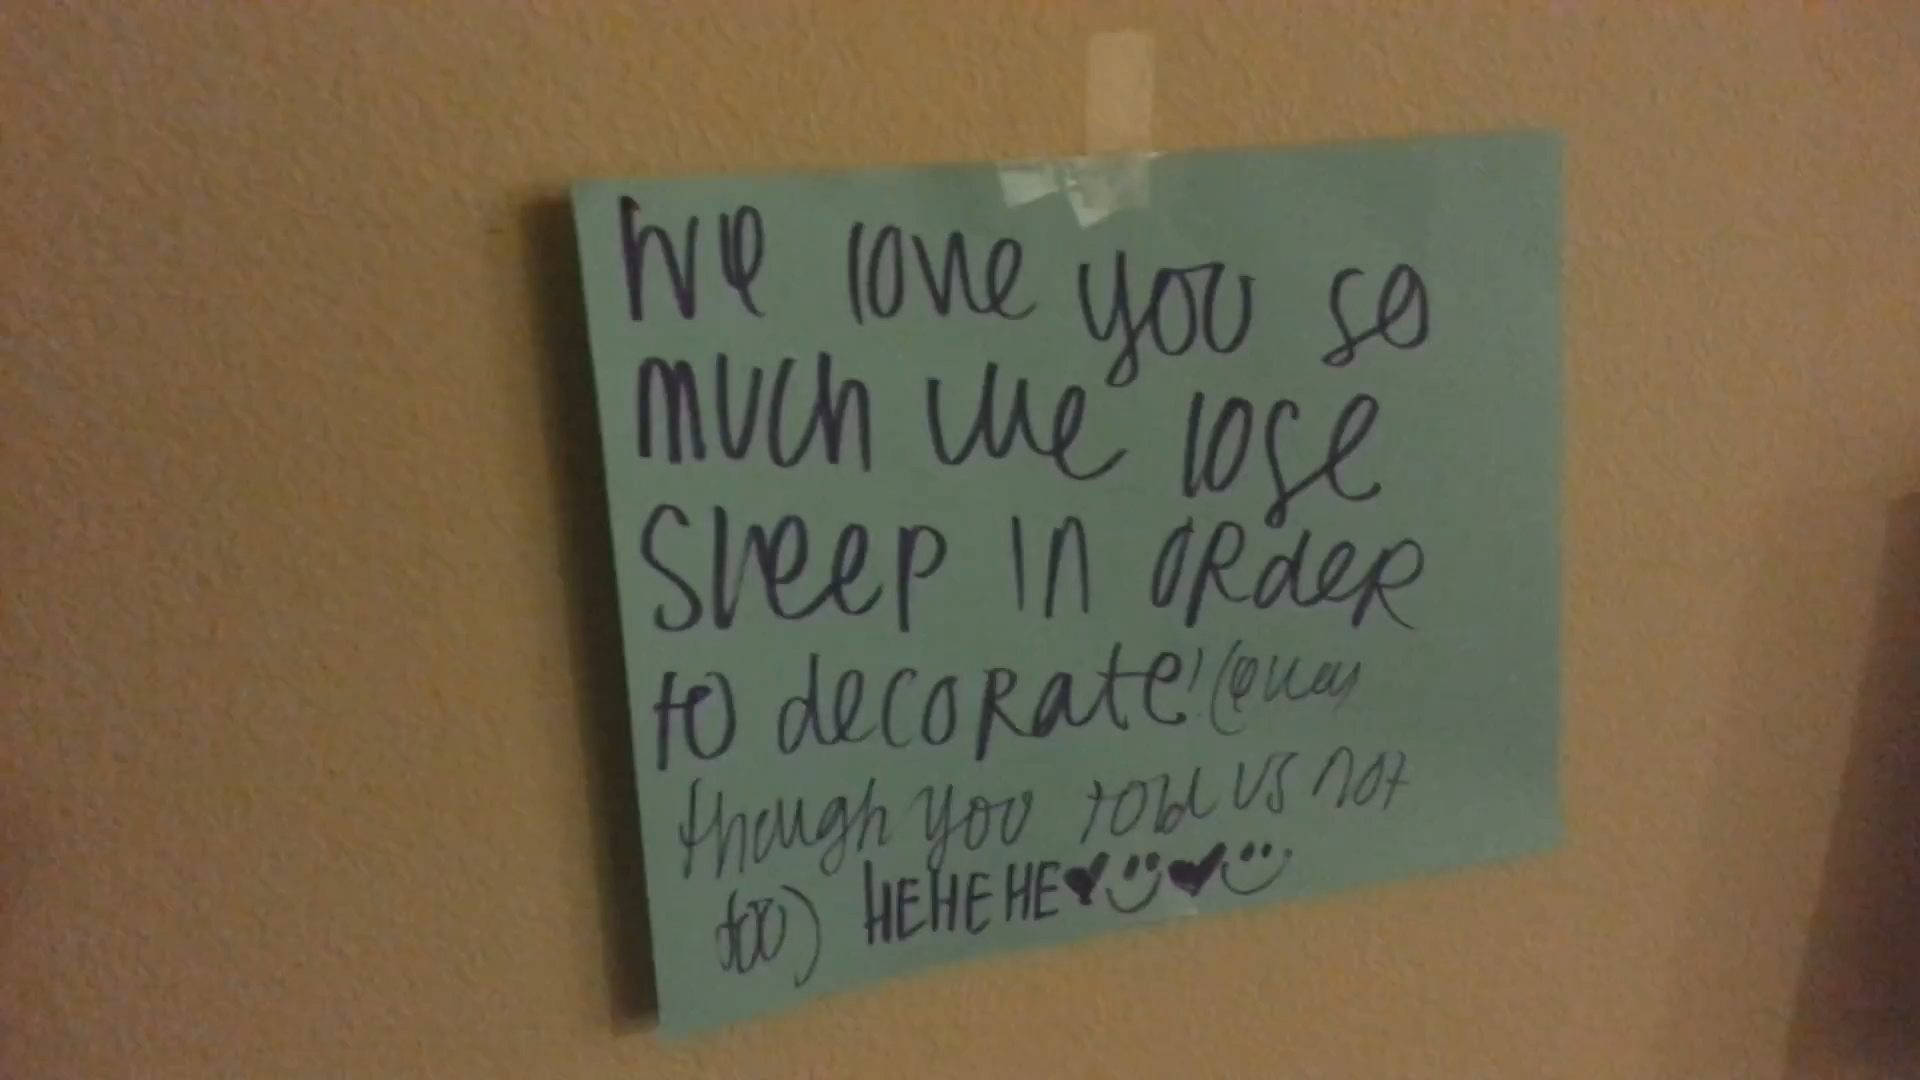 We love you so
much we lose
sleep in order
to decorate! (even
though you told us not
too) HEHEHE♥ü♥ü